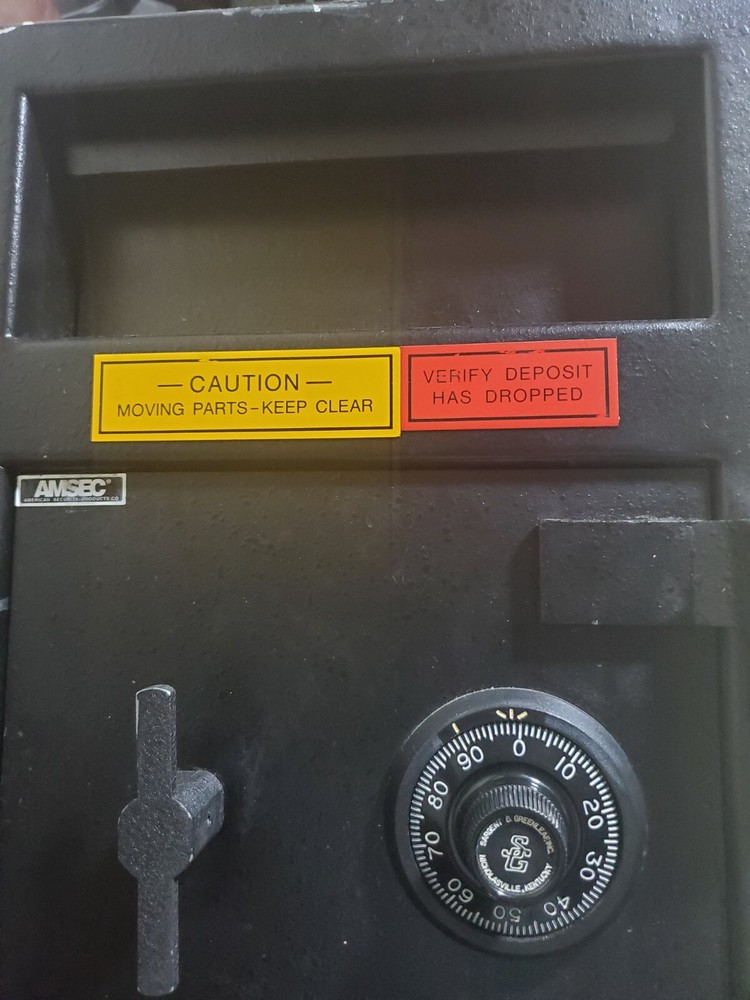 — CAUTION —
MOVING PARTS–KEEP CLEAR
VERIFY DEPOSIT
HAS DROPPED
AMSEC®
AMERICAN SECURITY PRODUCTS CO
0
10
20
30
40
50
60
70
80
90
SARGENT & GREENLEAF, INC.
NICHOLASVILLE, KENTUCKY
S&G